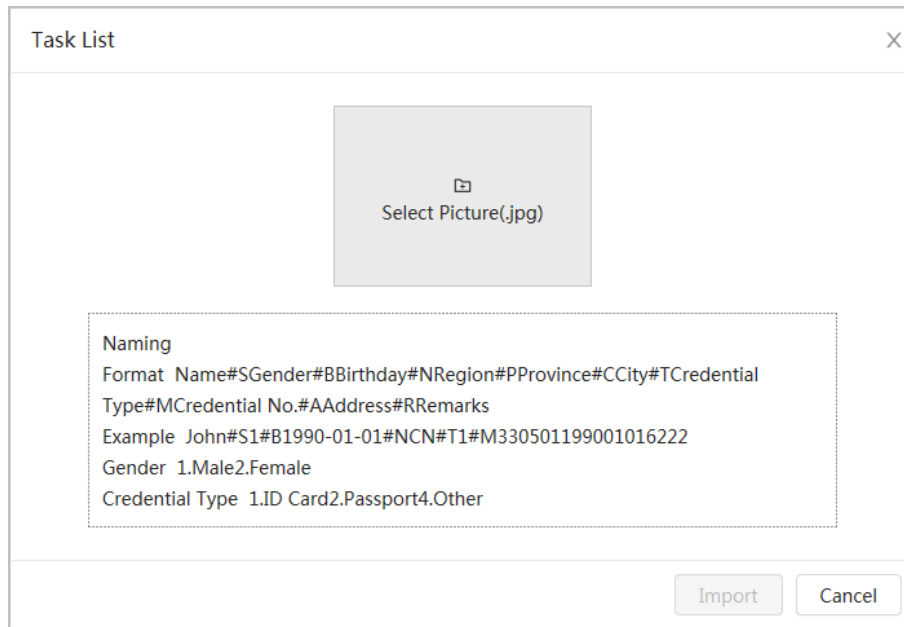 Task List
Select Picture(.jpg)
Naming
Format  Name#SGender#BBirthday#NRegion#PProvince#CCity#TCredential
Type#MCredential No.#AAddress#RRemarks
Example  John#S1#B1990-01-01#NCN#T1#M330501199001016222
Gender  1.Male2.Female
Credential Type  1.ID Card2.Passport4.Other
Import
Cancel